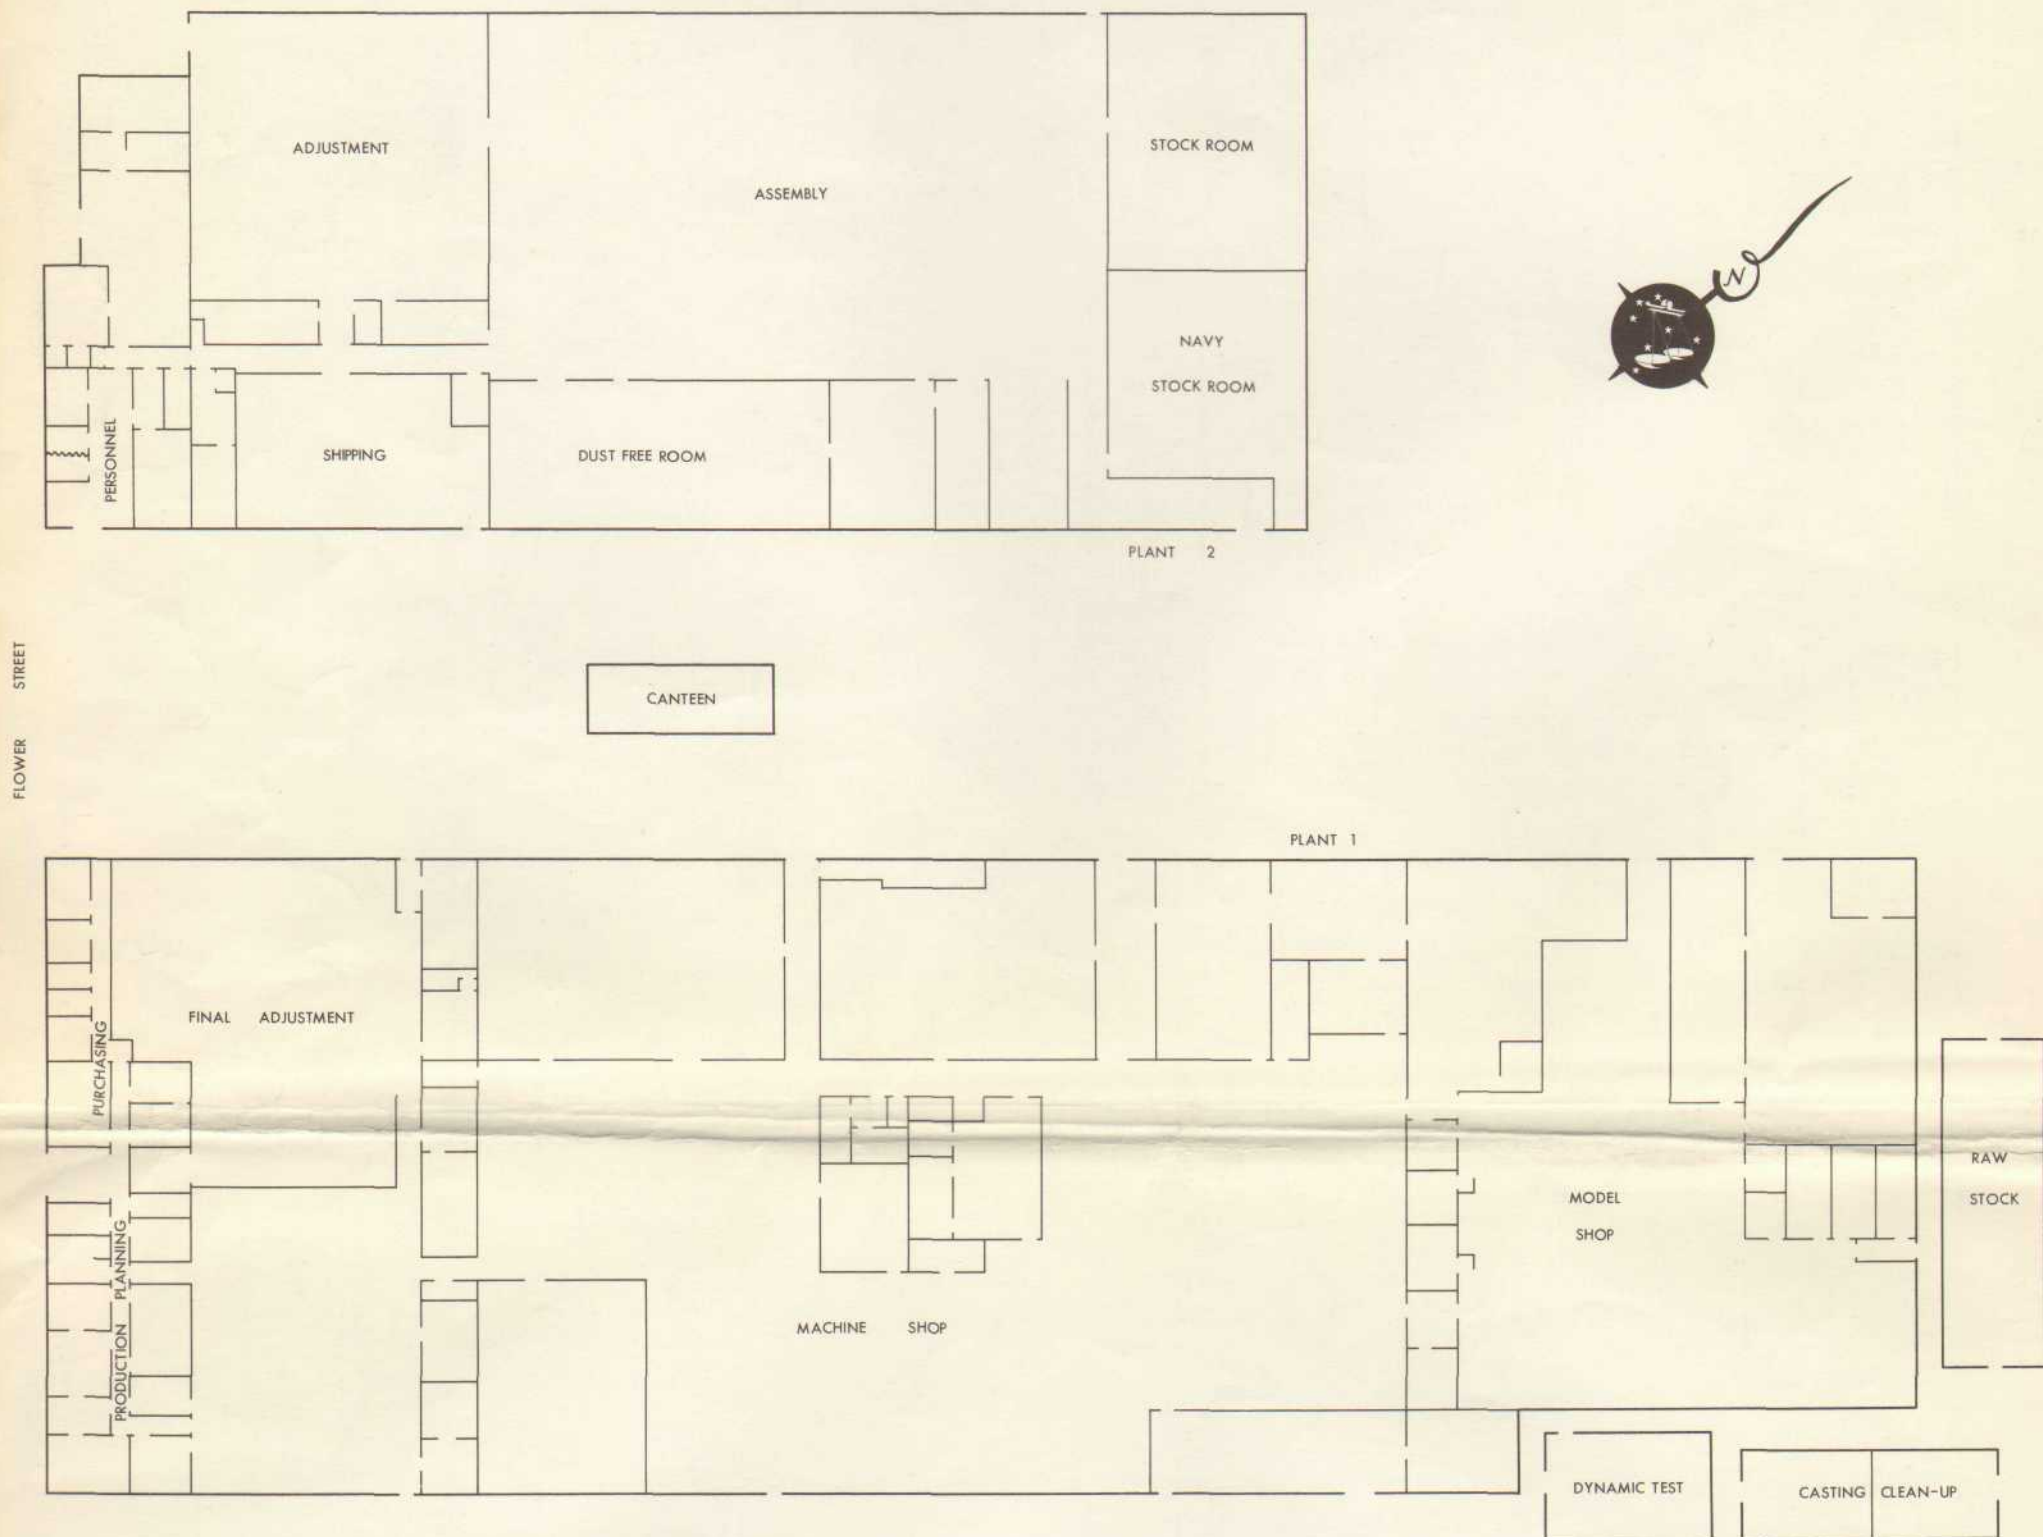 ADJUSTMENT
ASSEMBLY
STOCK ROOM
N
NAVY
STOCK ROOM
PERSONNEL
SHIPPING
DUST FREE ROOM
PLANT 2
FLOWER STREET
CANTEEN
PLANT 1
FINAL ADJUSTMENT
PURCHASING
RAW
STOCK
MODEL
SHOP
PRODUCTION PLANNING
MACHINE SHOP
DYNAMIC TEST
CASTING CLEAN-UP